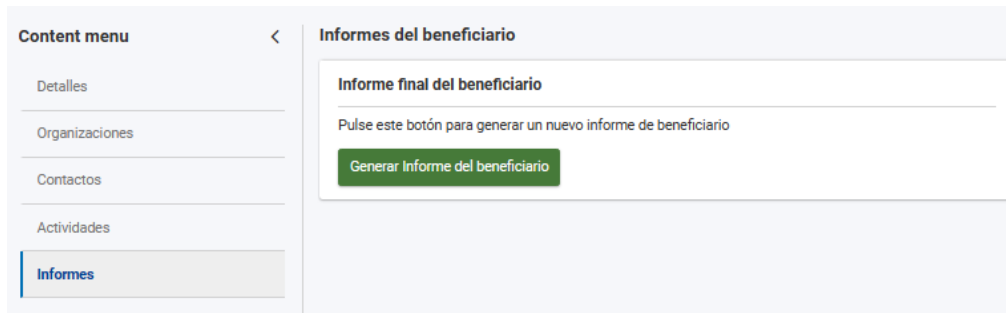 Content menu
Detalles
Organizaciones
Contactos
Actividades
Informes
Informes del beneficiario
Informe final del beneficiario
Pulse este botón para generar un nuevo informe de beneficiario
Generar Informe del beneficiario